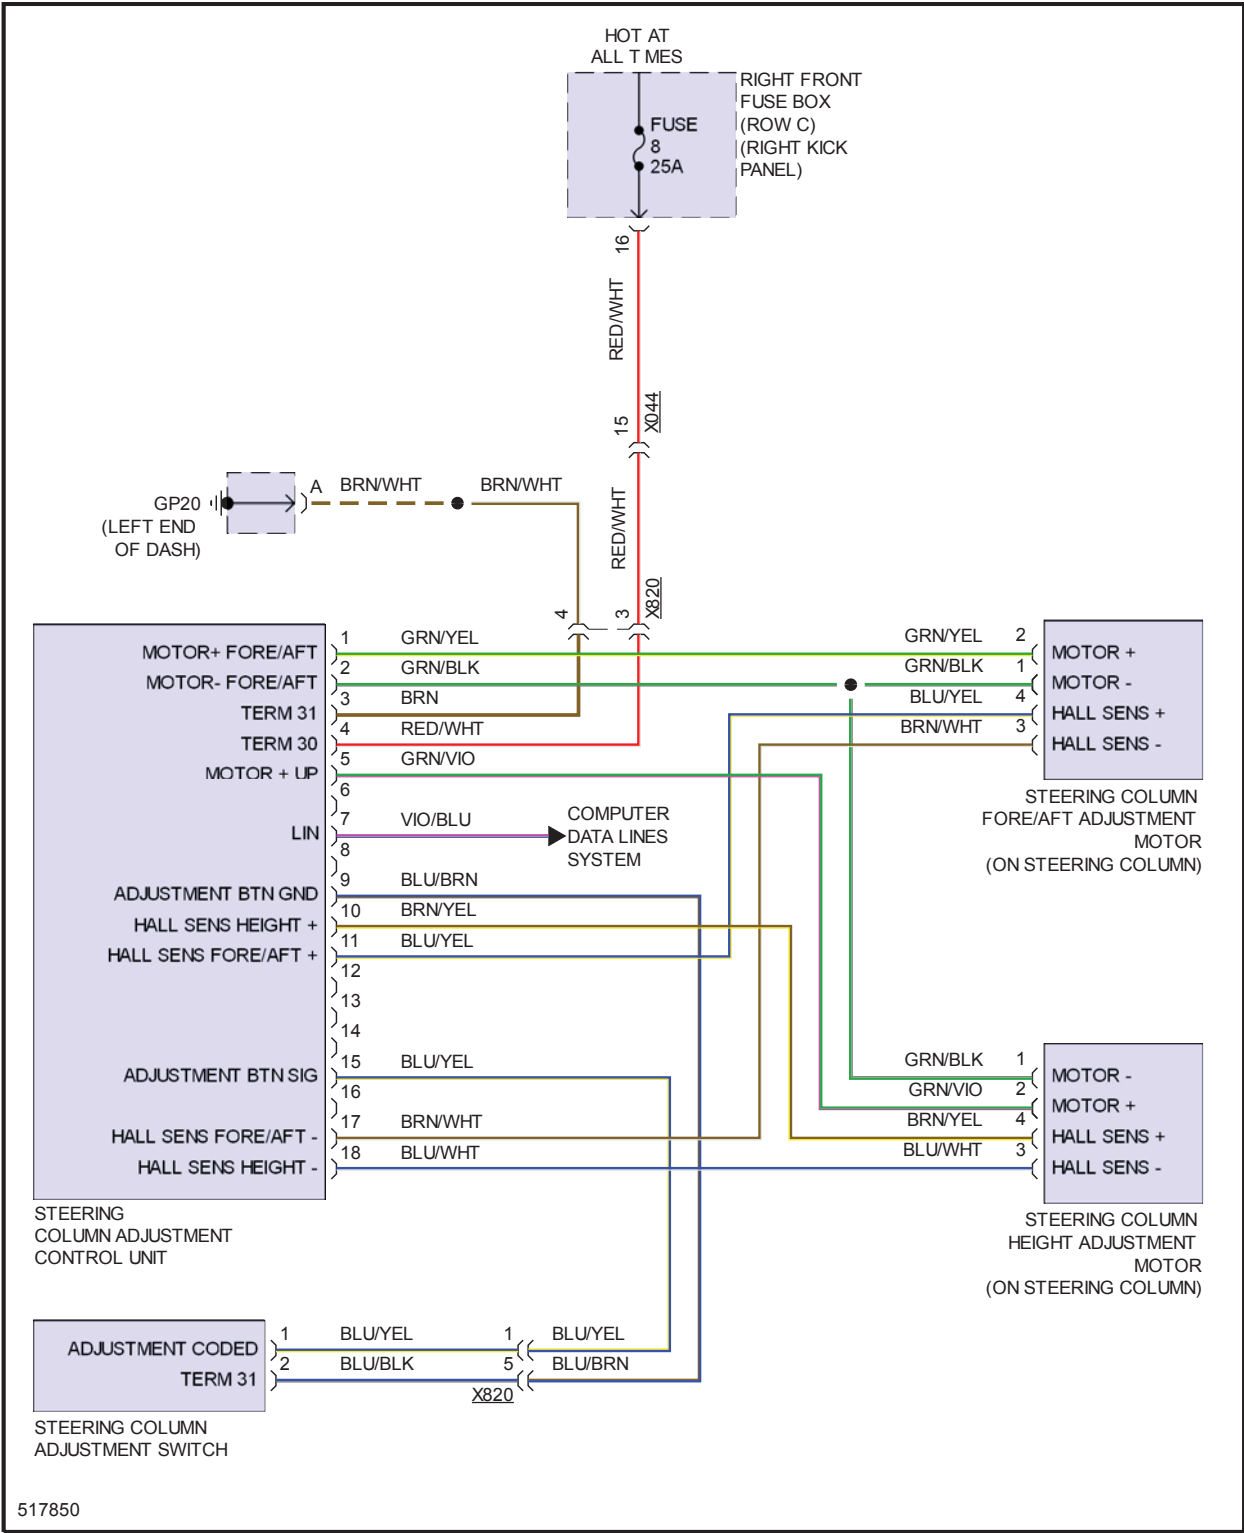 HOT AT
ALL T MES
RIGHT FRONT
FUSE BOX
(ROW C)
(RIGHT KICK
PANEL)
FUSE
8
25A
16
RED/WHT
15
X044
RED/WHT
GP20
(LEFT END
OF DASH)
A
BRN/WHT
BRN/WHT
4
3
X820
1 GRN/YEL
MOTOR+ FORE/AFT
2 GRN/BLK
MOTOR- FORE/AFT
3 BRN
TERM 31
4 RED/WHT
TERM 30
5 GRN/VIO
MOTOR + UP
6
7 VIO/BLU
LIN
8
9 BLU/BRN
ADJUSTMENT BTN GND
10 BRN/YEL
HALL SENS HEIGHT +
11 BLU/YEL
HALL SENS FORE/AFT +
12
13
14
15 BLU/YEL
ADJUSTMENT BTN SIG
16
17 BRN/WHT
HALL SENS FORE/AFT -
18 BLU/WHT
HALL SENS HEIGHT -
STEERING
COLUMN ADJUSTMENT
CONTROL UNIT
COMPUTER
DATA LINES
SYSTEM
GRN/YEL 2
MOTOR +
GRN/BLK 1
MOTOR -
BLU/YEL 4
HALL SENS +
BRN/WHT 3
HALL SENS -
STEERING COLUMN
FORE/AFT ADJUSTMENT
MOTOR
(ON STEERING COLUMN)
GRN/BLK 1
MOTOR -
GRN/VIO 2
MOTOR +
BRN/YEL 4
HALL SENS +
BLU/WHT 3
HALL SENS -
STEERING COLUMN
HEIGHT ADJUSTMENT
MOTOR
(ON STEERING COLUMN)
1 BLU/YEL 1 BLU/YEL
ADJUSTMENT CODED
2 BLU/BLK 5 BLU/BRN
TERM 31
X820
STEERING COLUMN
ADJUSTMENT SWITCH
517850